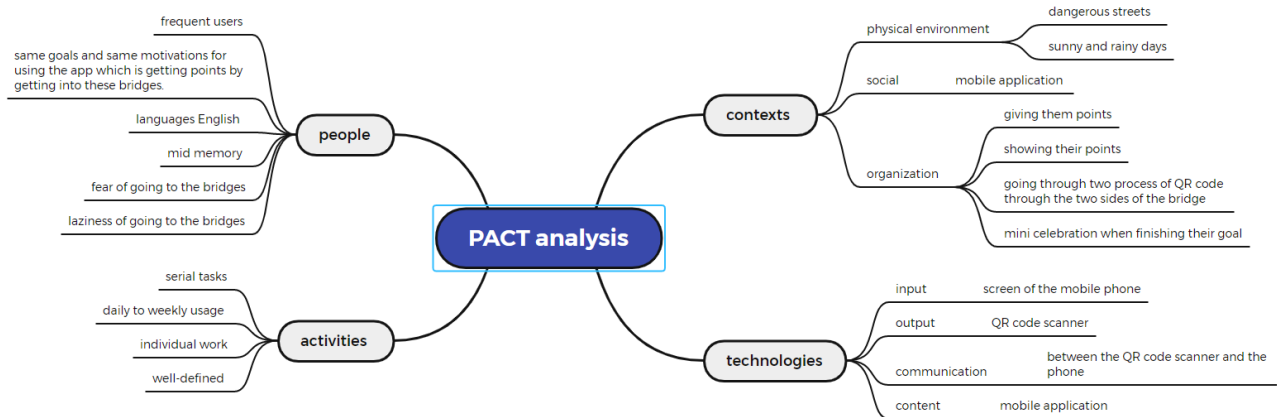 PACT analysis
people
frequent users
same goals and same motivations for
using the app which is getting points by
getting into these bridges.
languages English
mid memory
fear of going to the bridges
laziness of going to the bridges
activities
serial tasks
daily to weekly usage
individual work
well-defined
contexts
physical environment
dangerous streets
sunny and rainy days
social
mobile application
organization
giving them points
showing their points
going through two process of QR code
through the two sides of the bridge
mini celebration when finishing their goal
technologies
input
screen of the mobile phone
output
QR code scanner
communication
between the QR code scanner and the
phone
content
mobile application